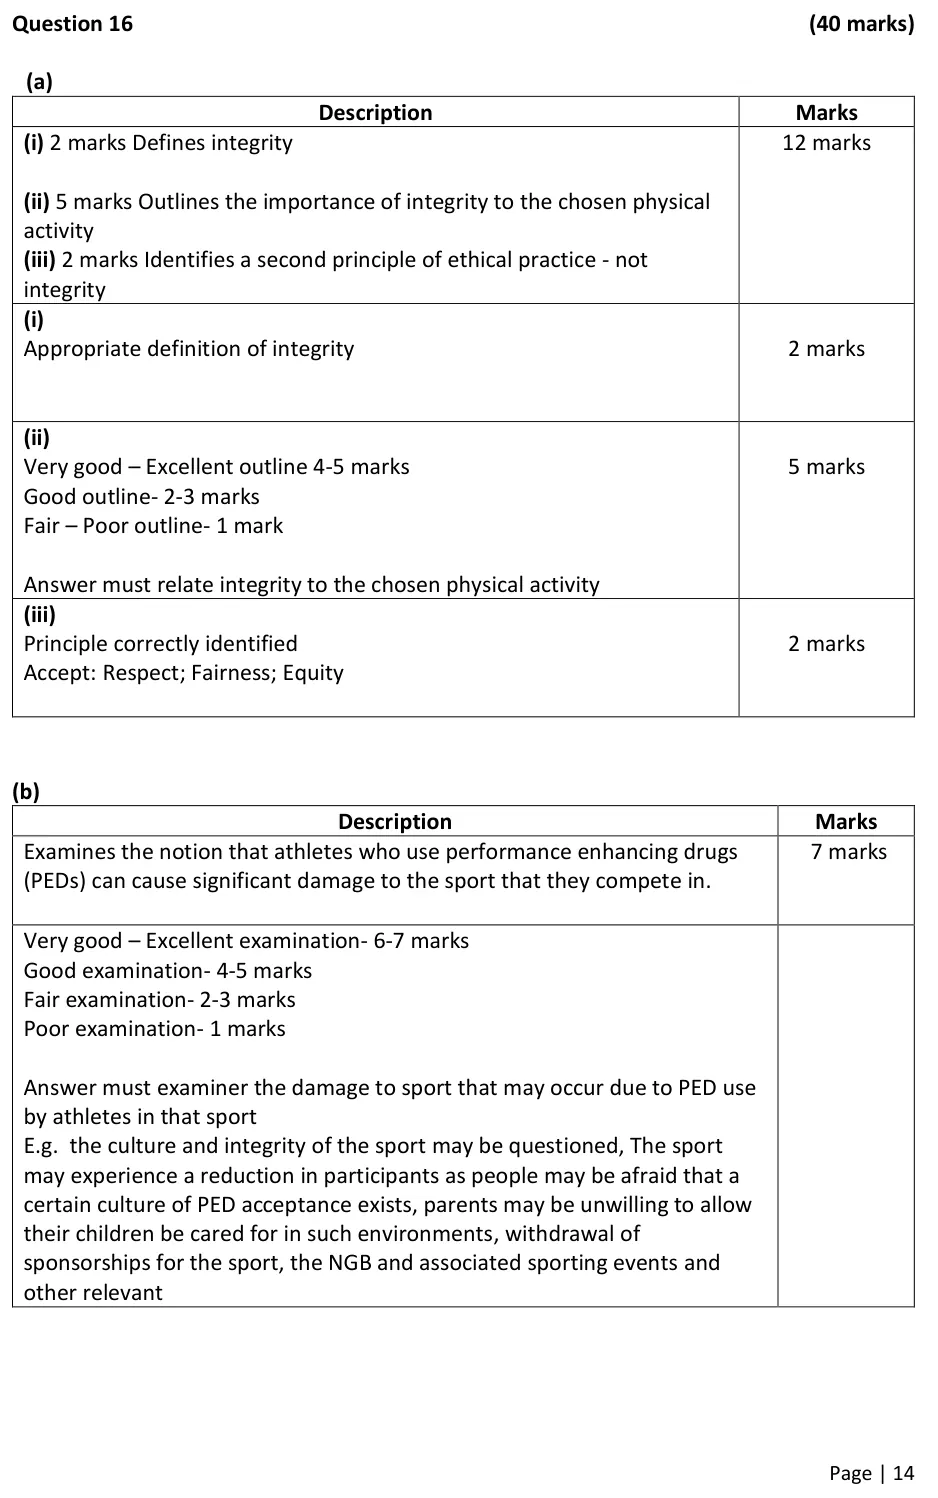 Question 16 (40 marks)
(a)
Description Marks
(i) 2 marks Defines integrity 12 marks
(ii) 5 marks Outlines the importance of integrity to the chosen physical
activity
(iii) 2 marks Identifies a second principle of ethical practice - not
integrity
(i)
Appropriate definition of integrity 2 marks
(ii)
Very good – Excellent outline 4-5 marks 5 marks
Good outline- 2-3 marks
Fair – Poor outline- 1 mark
Answer must relate integrity to the chosen physical activity
(iii)
Principle correctly identified 2 marks
Accept: Respect; Fairness; Equity
(b)
Description Marks
Examines the notion that athletes who use performance enhancing drugs 7 marks
(PEDs) can cause significant damage to the sport that they compete in.
Very good – Excellent examination- 6-7 marks
Good examination- 4-5 marks
Fair examination- 2-3 marks
Poor examination- 1 marks
Answer must examiner the damage to sport that may occur due to PED use
by athletes in that sport
E.g.  the culture and integrity of the sport may be questioned, The sport
may experience a reduction in participants as people may be afraid that a
certain culture of PED acceptance exists, parents may be unwilling to allow
their children be cared for in such environments, withdrawal of
sponsorships for the sport, the NGB and associated sporting events and
other relevant
Page | 14